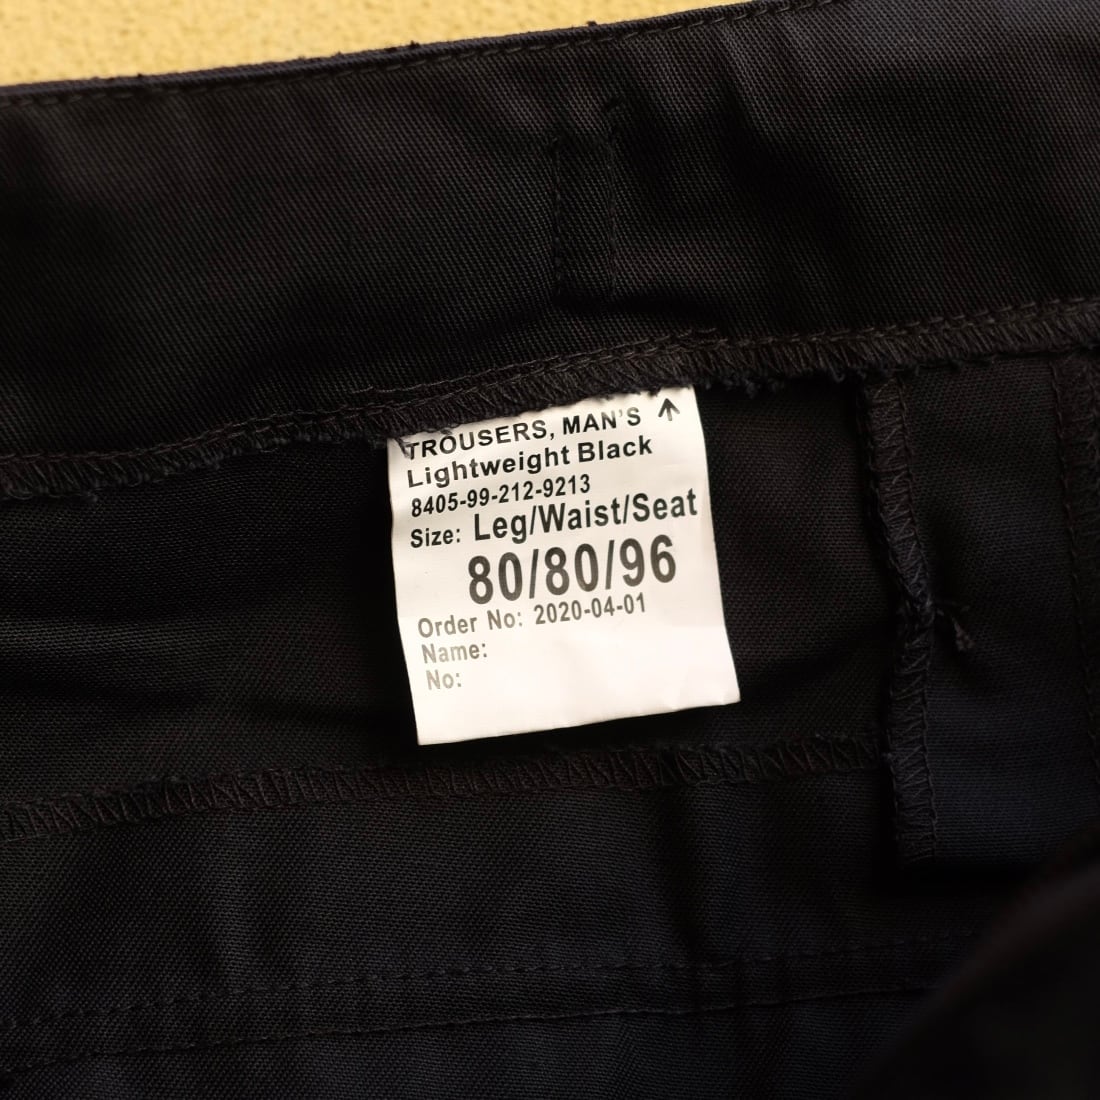 TROUSERS, MAN'S ↑
Lightweight Black
8405-99-212-9213
Size: Leg/Waist/Seat
80/80/96
Order No: 2020-04-01
Name:
No: